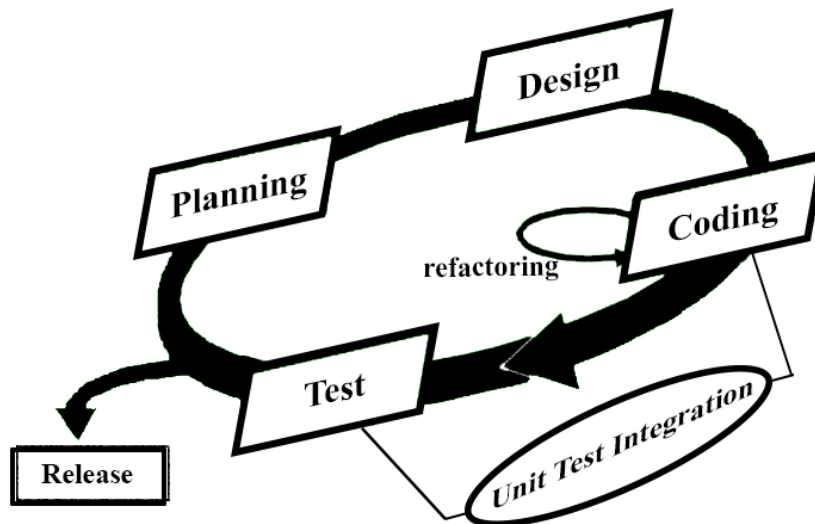 Design
Planning
Coding
refactoring
Test
Unit Test Integration
Release